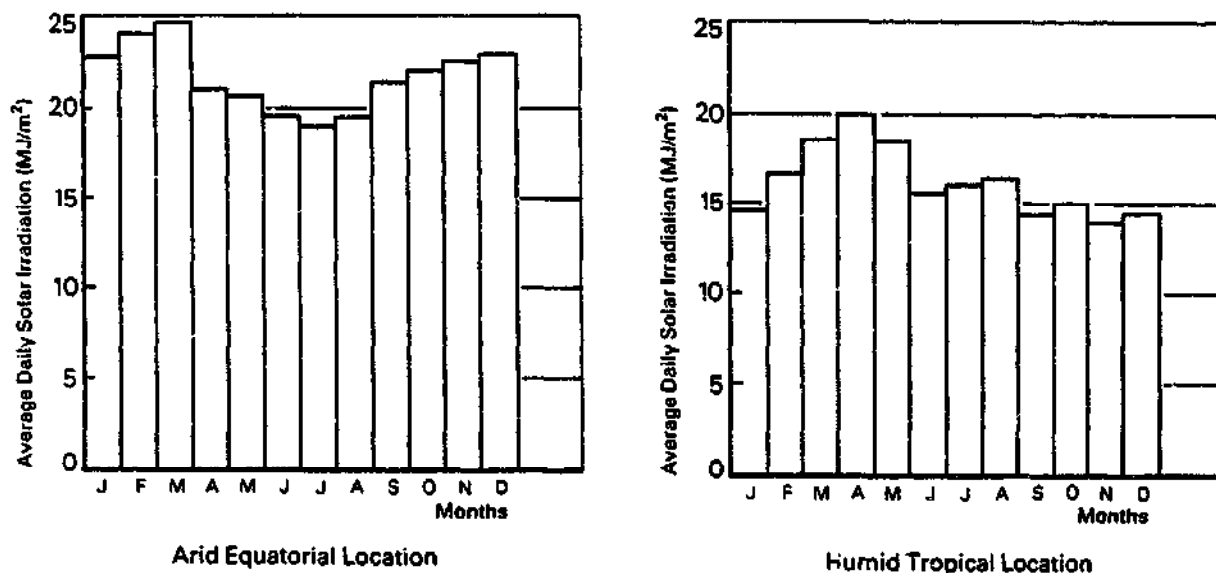 Average Daily Solar Irradiation (MJ/m²)
25
20
15
10
5
0
J F M A M J J A S O N D
Months
Arid Equatorial Location
Average Daily Solar Irradiation (MJ/m²)
25
20
15
10
5
0
J F M A M J J A S O N D
Months
Humid Tropical Location